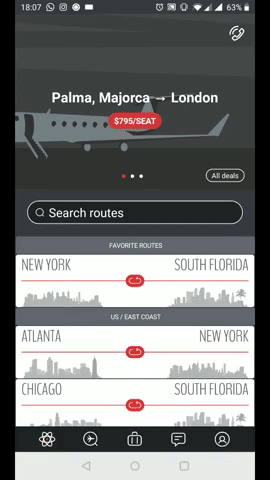 18:07 63%
Palma, Majorca → London
$795/SEAT
All deals
Search routes
FAVORITE ROUTES
NEW YORK SOUTH FLORIDA
US / EAST COAST
ATLANTA NEW YORK
CHICAGO SOUTH FLORIDA